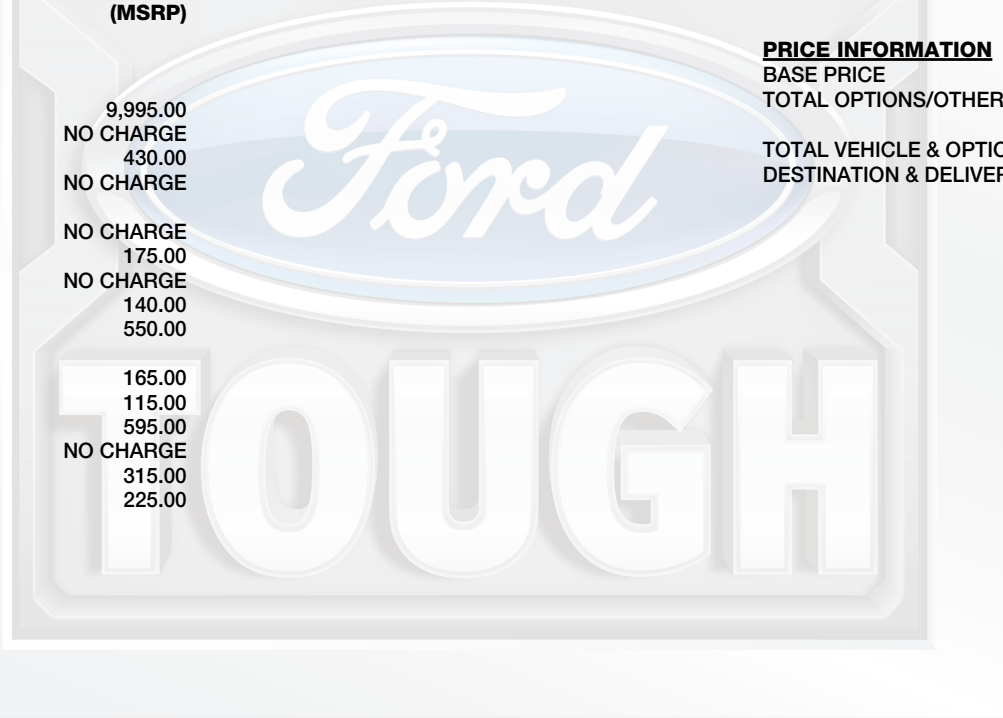 (MSRP)
9,995.00
NO CHARGE
430.00
NO CHARGE
NO CHARGE
175.00
NO CHARGE
140.00
550.00
165.00
115.00
595.00
NO CHARGE
315.00
225.00
PRICE INFORMATION
BASE PRICE
TOTAL OPTIONS/OTHER
TOTAL VEHICLE & OPTIO
DESTINATION & DELIVER
Ford
TOUGH